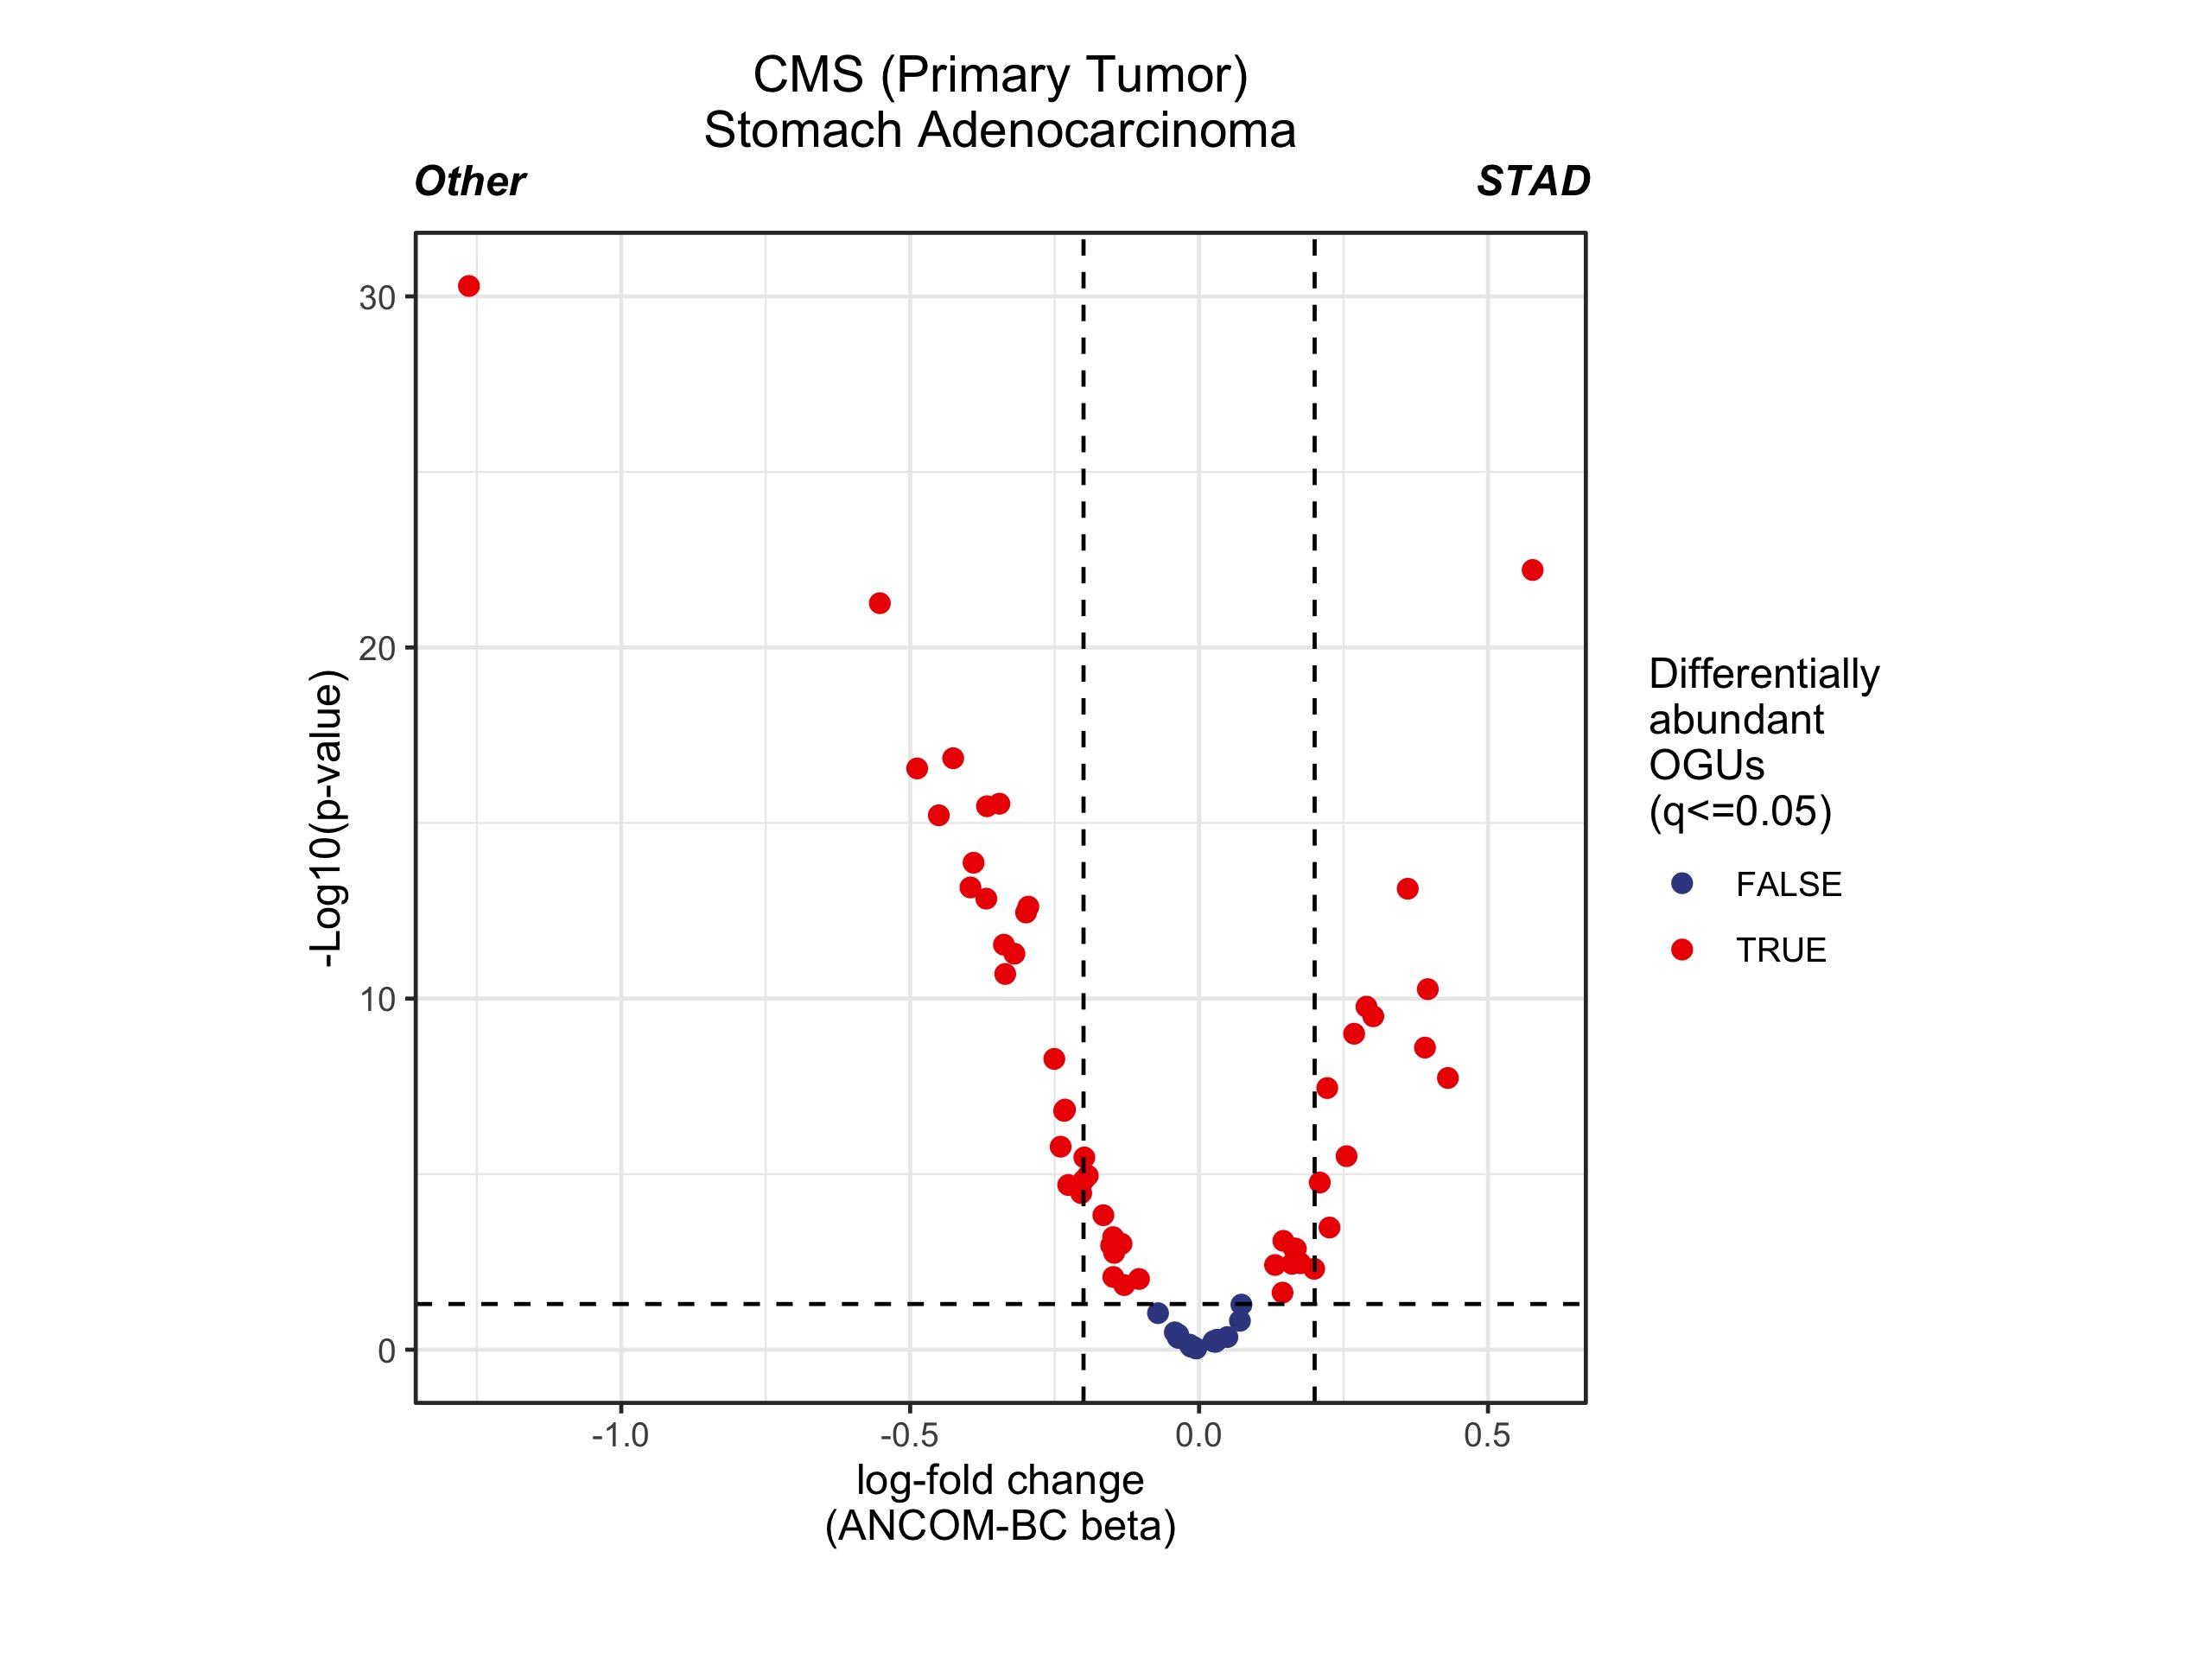 CMS (Primary Tumor)
Stomach Adenocarcinoma
Other
STAD
30
20
10
0
-Log10(p-value)
-1.0
-0.5
0.0
0.5
log-fold change
(ANCOM-BC beta)
Differentially
abundant
OGUs
(q<=0.05)
FALSE
TRUE